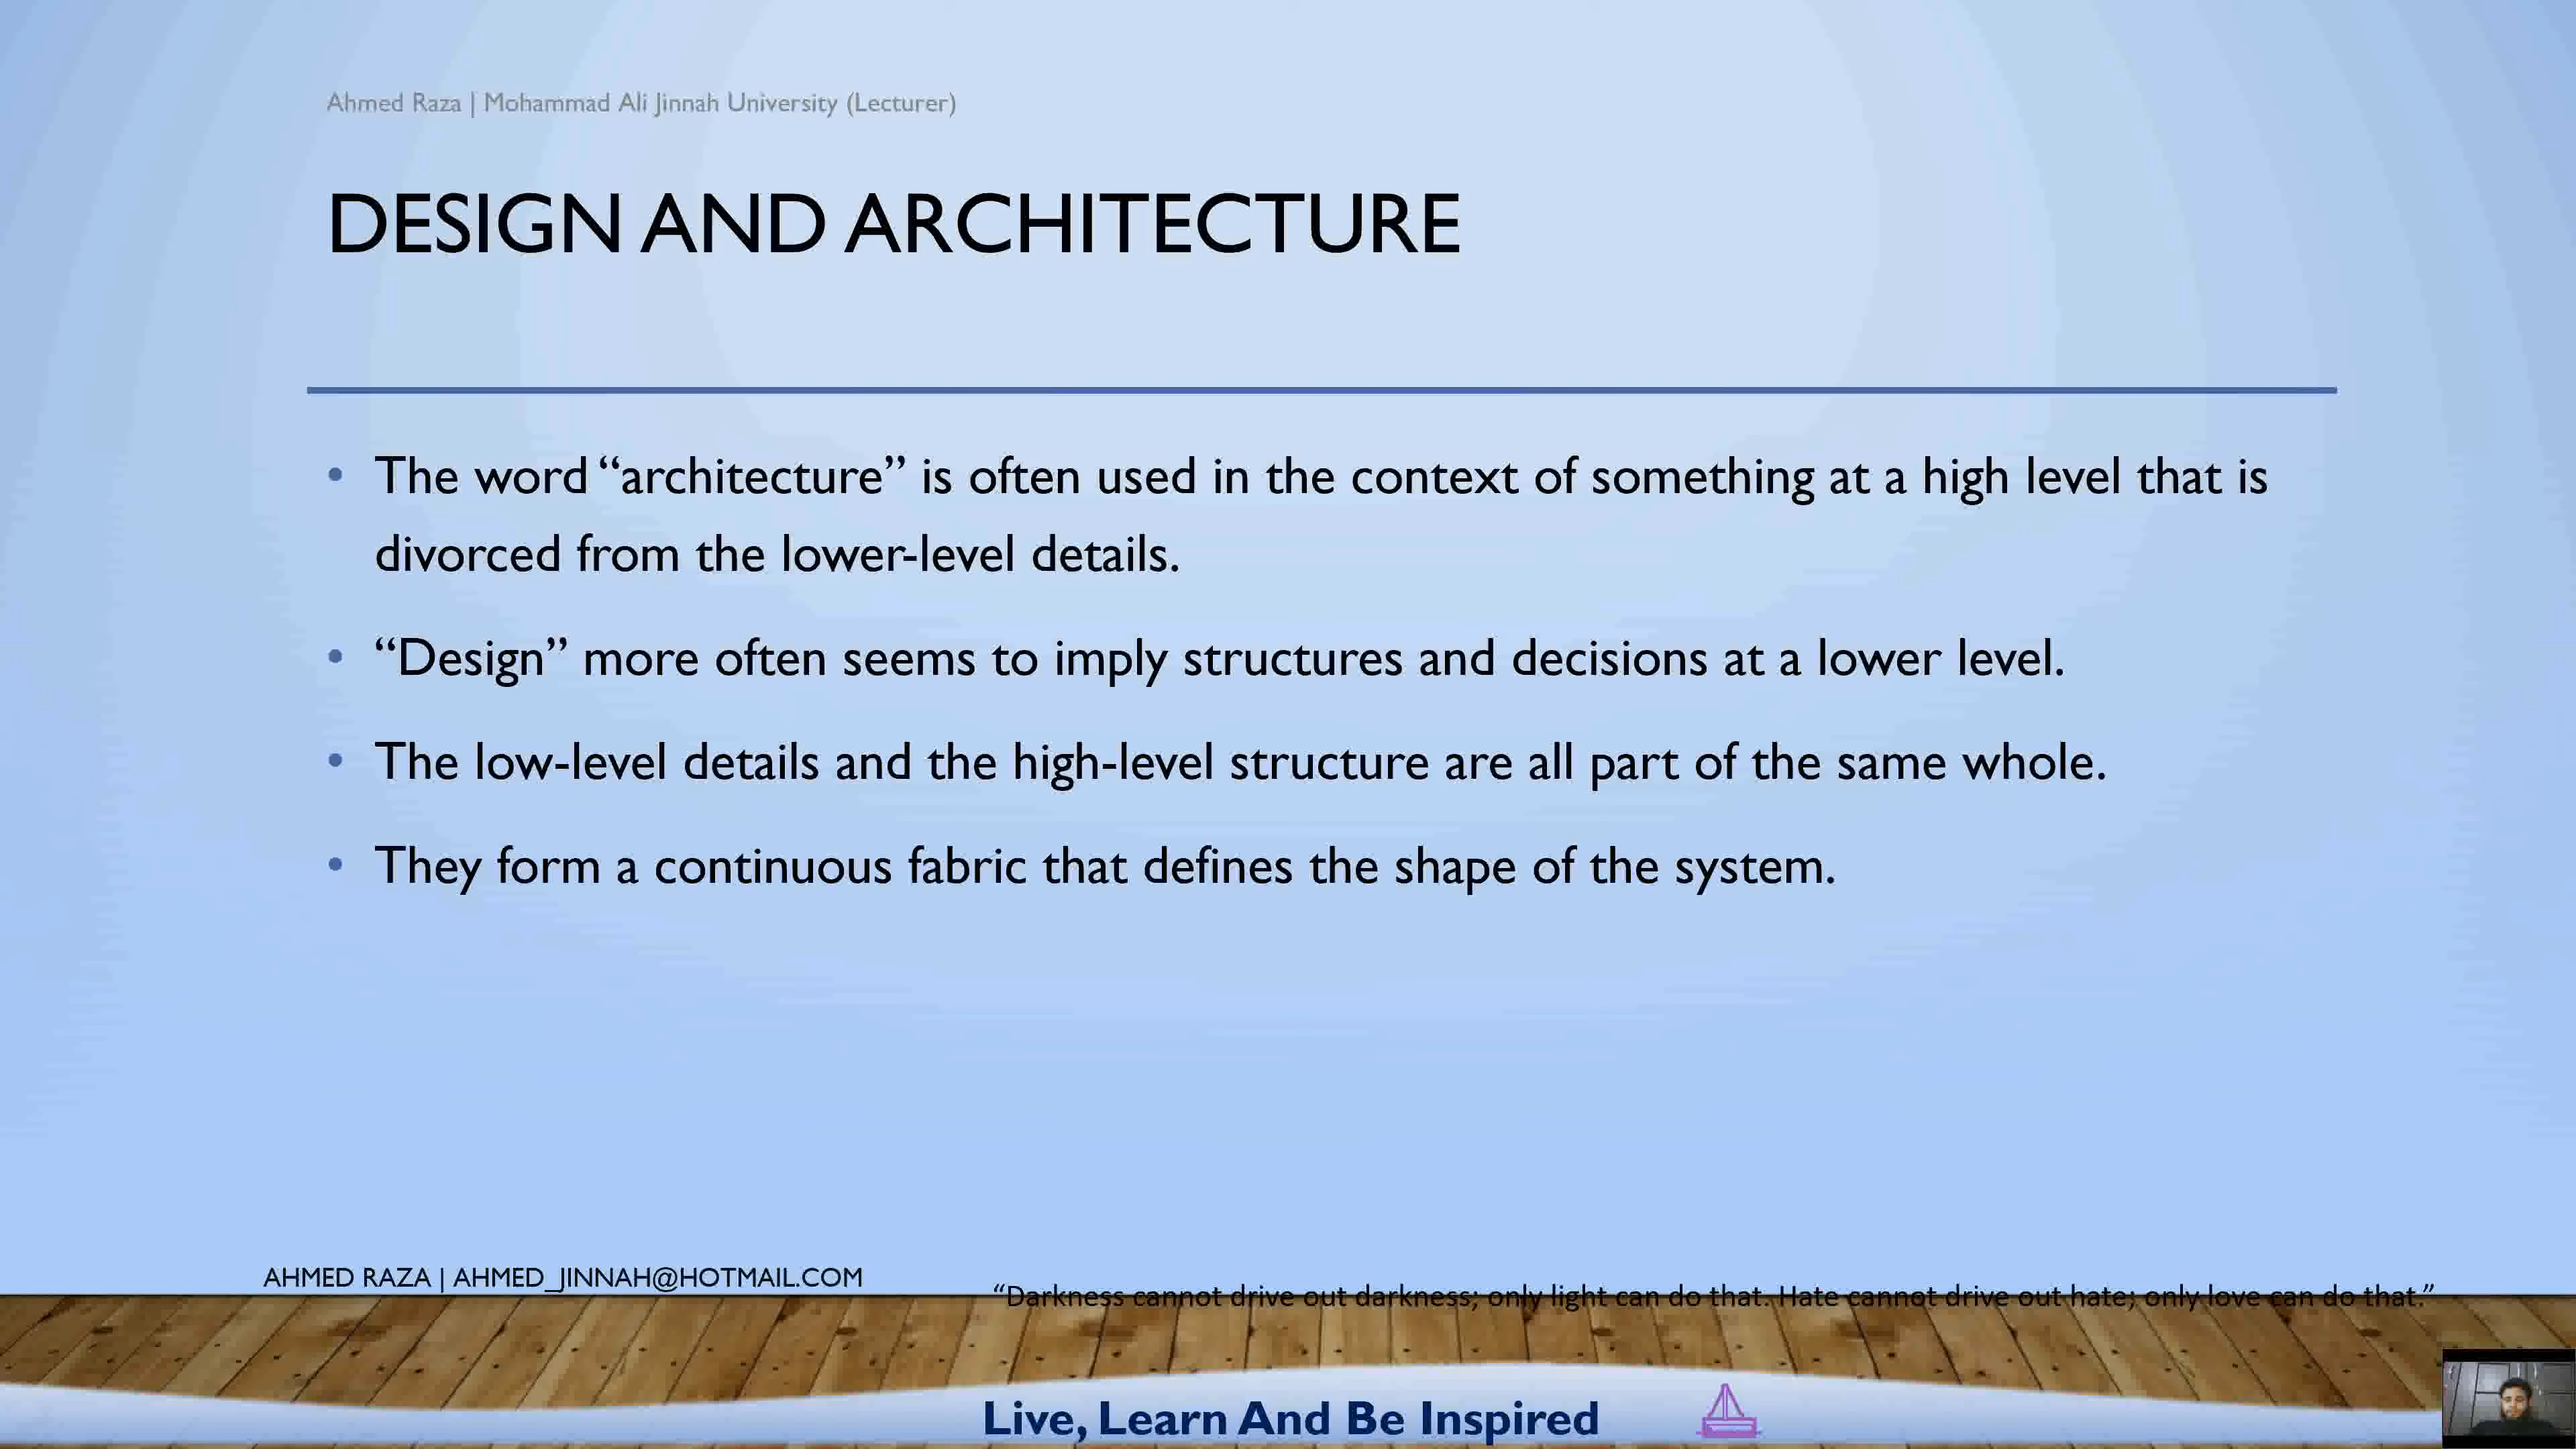 Ahmed Raza | Mohammad Ali Jinnah University (Lecturer)
DESIGN AND ARCHITECTURE
• The word “architecture” is often used in the context of something at a high level that is
divorced from the lower-level details.
• “Design” more often seems to imply structures and decisions at a lower level.
• The low-level details and the high-level structure are all part of the same whole.
• They form a continuous fabric that defines the shape of the system.
AHMED RAZA | AHMED_JINNAH@HOTMAIL.COM
“Darkness cannot drive out darkness; only light can do that. Hate cannot drive out hate; only love can do that.”
Live, Learn And Be Inspired